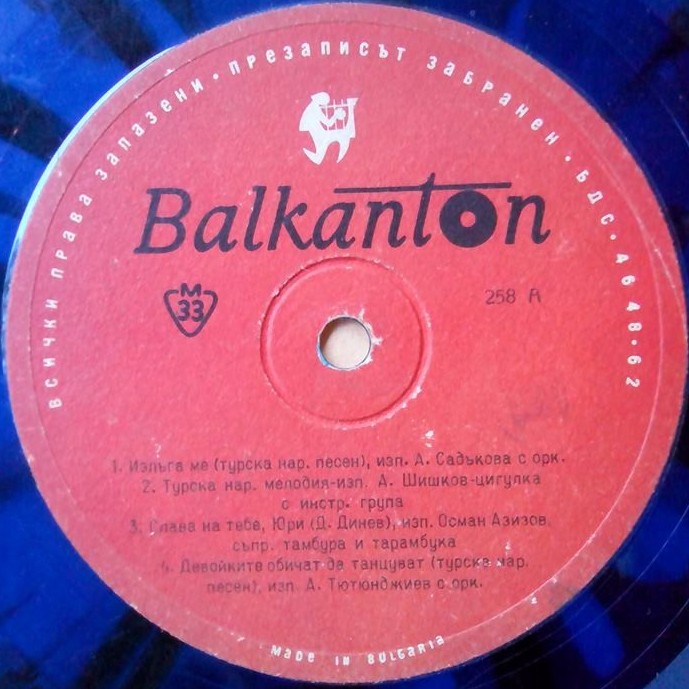 ВСИЧКИ ПРАВА ЗАПАЗЕНИ • ПРЕЗАПИСЪТ ЗАБРАНЕН • БДС • 4648 • 62
Balkanton
M
33
258 A
1. Излъга ме (турска нар. песен), изп. А. Садъкова с орк.
2. Турска нар. мелодия-изп. А. Шишков-цигулка
с инстр. група
3. Слава на тебе, Юри (Д. Динев), изп. Осман Азизов,
съпр. тамбура и тарамбука
4. Девойките обичат да танцуват (турска нар.
песен), изп. А. Тютюнджиев с орк.
MADE IN BULGARIA